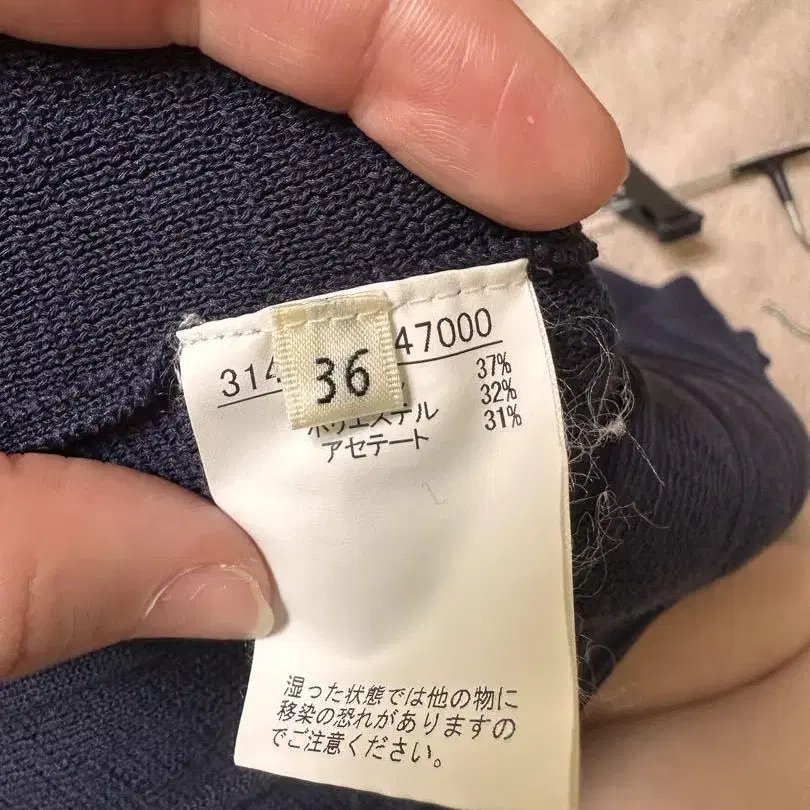 314
47000
36
37%
32%
ポリエステル
31%
アセテート
湿った状態では他の物に
移染の恐れがありますの
でご注意ください。